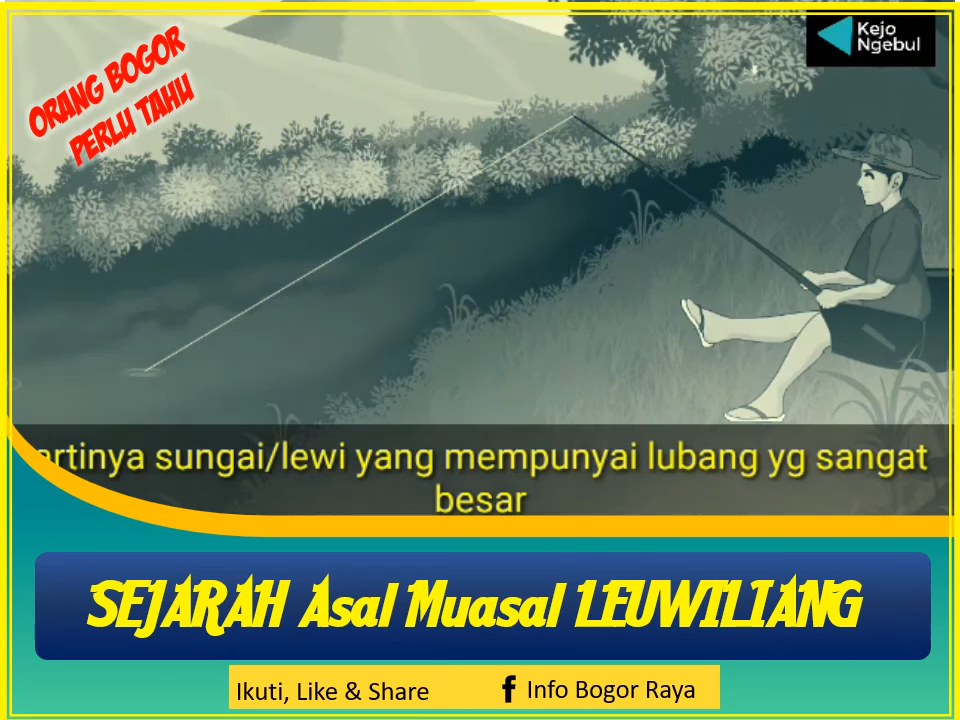 ORANG BOGOR
PERLU TAHU
Kejo
Ngebul
artinya sungai/lewi yang mempunyai lubang yg sangat
besar
SEJARAH Asal Muasal LEUWILIANG
Ikuti, Like & Share
f Info Bogor Raya